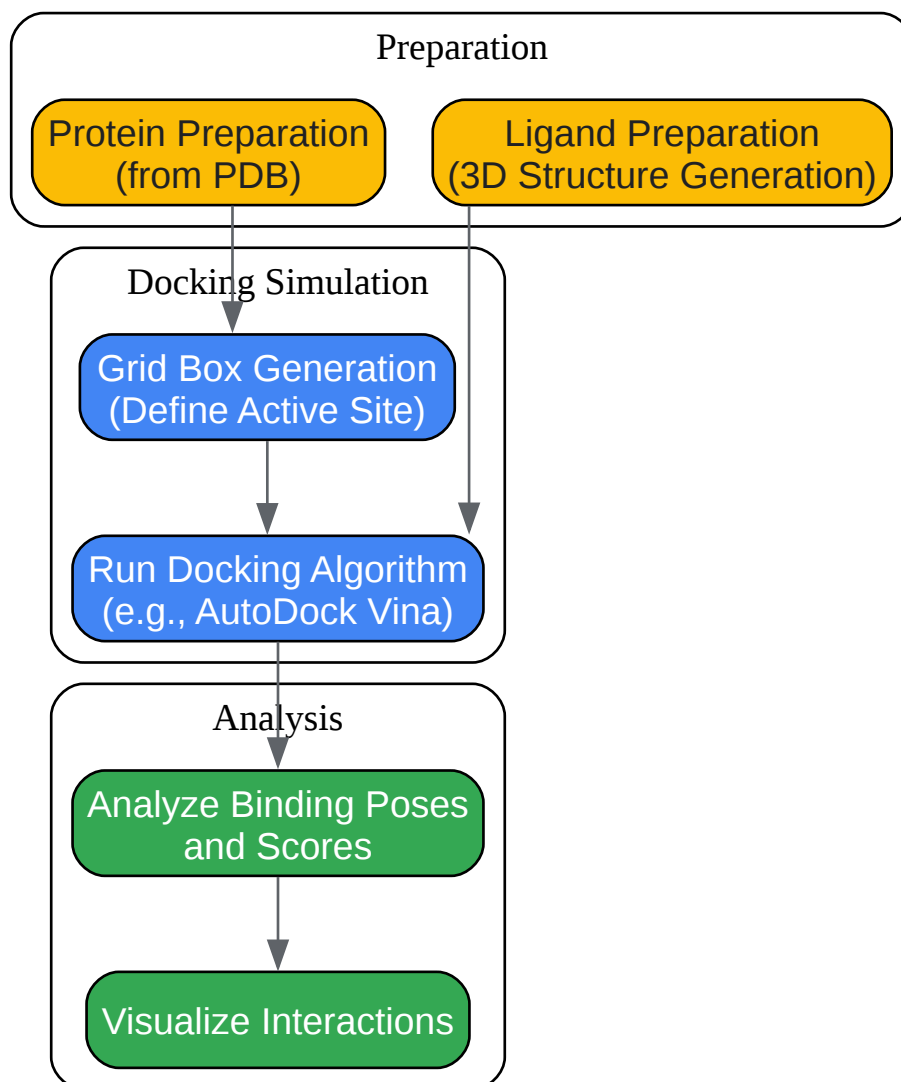 Preparation
Protein Preparation
(from PDB)
Ligand Preparation
(3D Structure Generation)
Docking Simulation
Grid Box Generation
(Define Active Site)
Run Docking Algorithm
(e.g., AutoDock Vina)
Analysis
Analyze Binding Poses
and Scores
Visualize Interactions